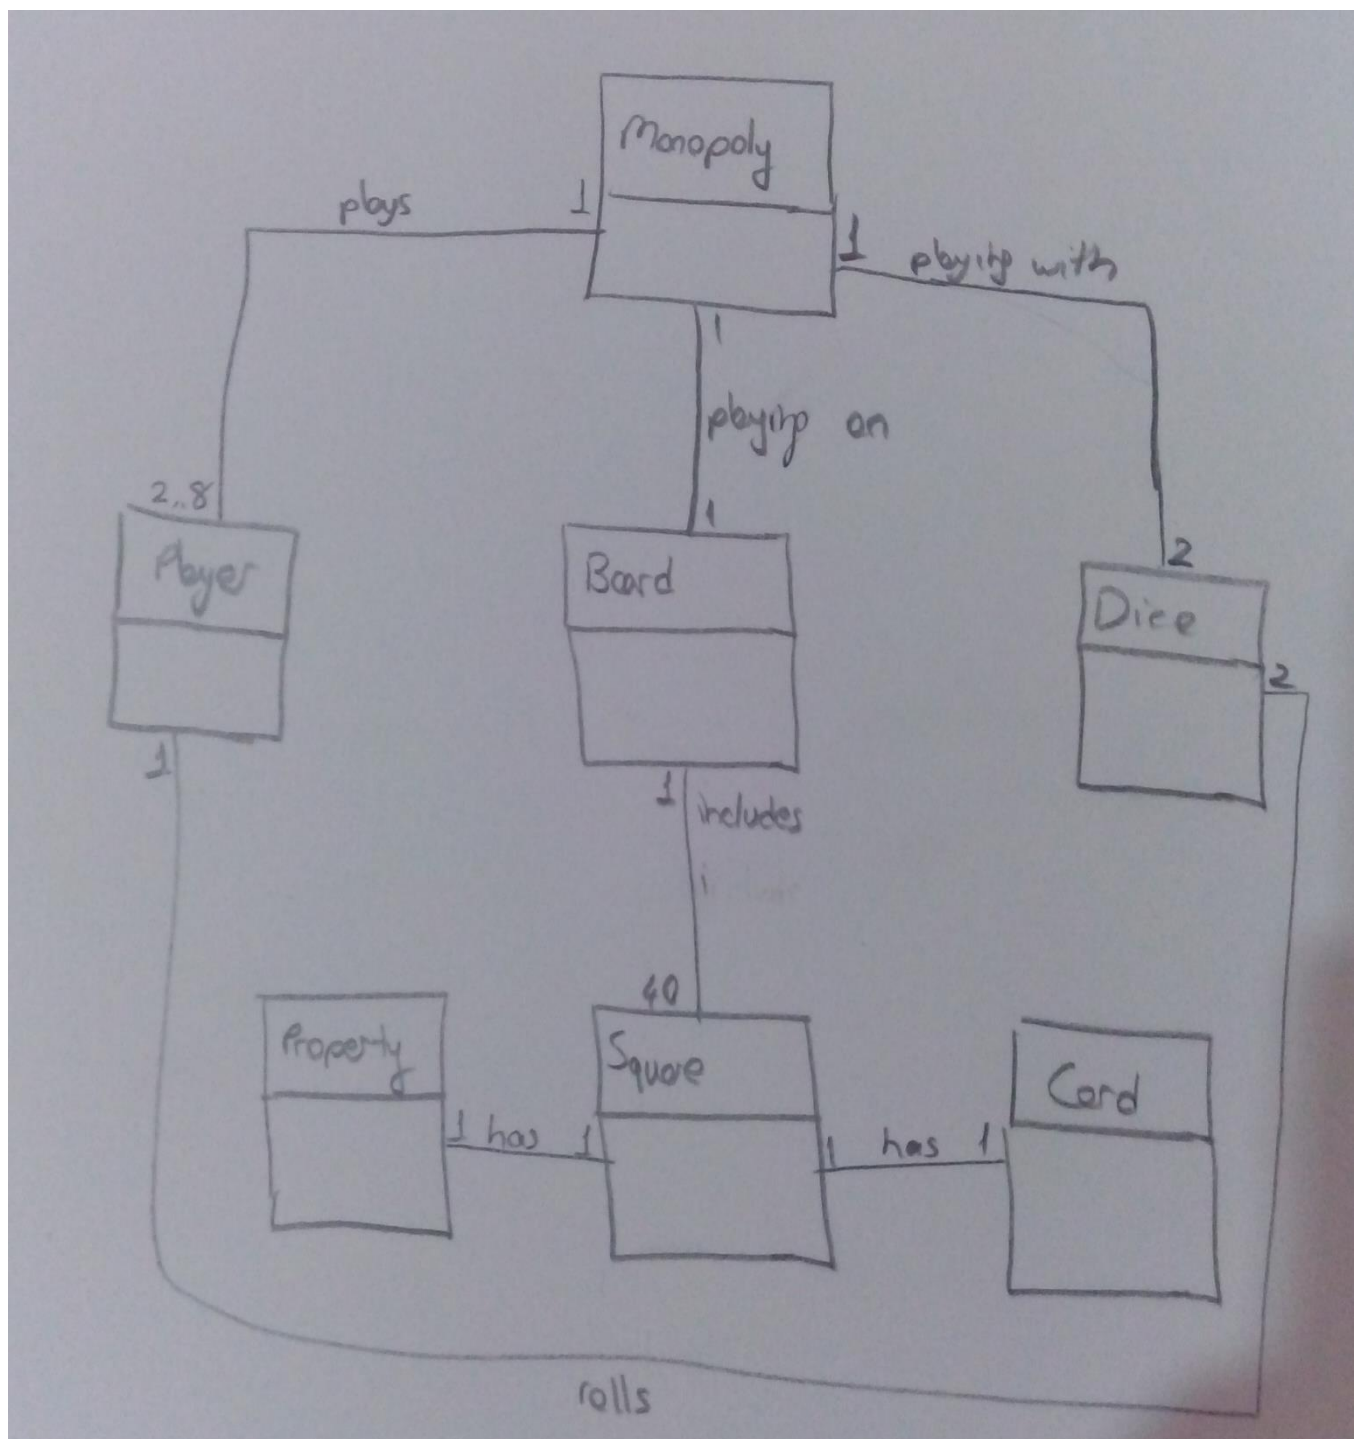 Monopoly
plays
1
1
playing with
1
playing on
2..8
1
2
Player
Board
Dice
2
1
1
includes
40
Property
Square
Card
1 has 1
1 has 1
rolls